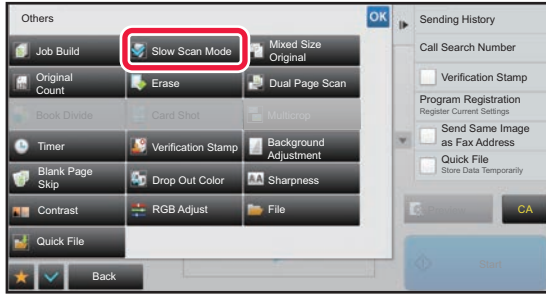 Others
OK
Job Build
Slow Scan Mode
Mixed Size
Original
Original
Count
Erase
Dual Page Scan
Book Divide
Card Shot
Multicrop
Timer
Verification Stamp
Background
Adjustment
Blank Page
Skip
Drop Out Color
AA Sharpness
Contrast
RGB Adjust
File
Quick File
Back
Sending History
Call Search Number
Verification Stamp
Program Registration
Register Current Settings
Send Same Image
as Fax Address
Quick File
Store Data Temporarily
CA
Start